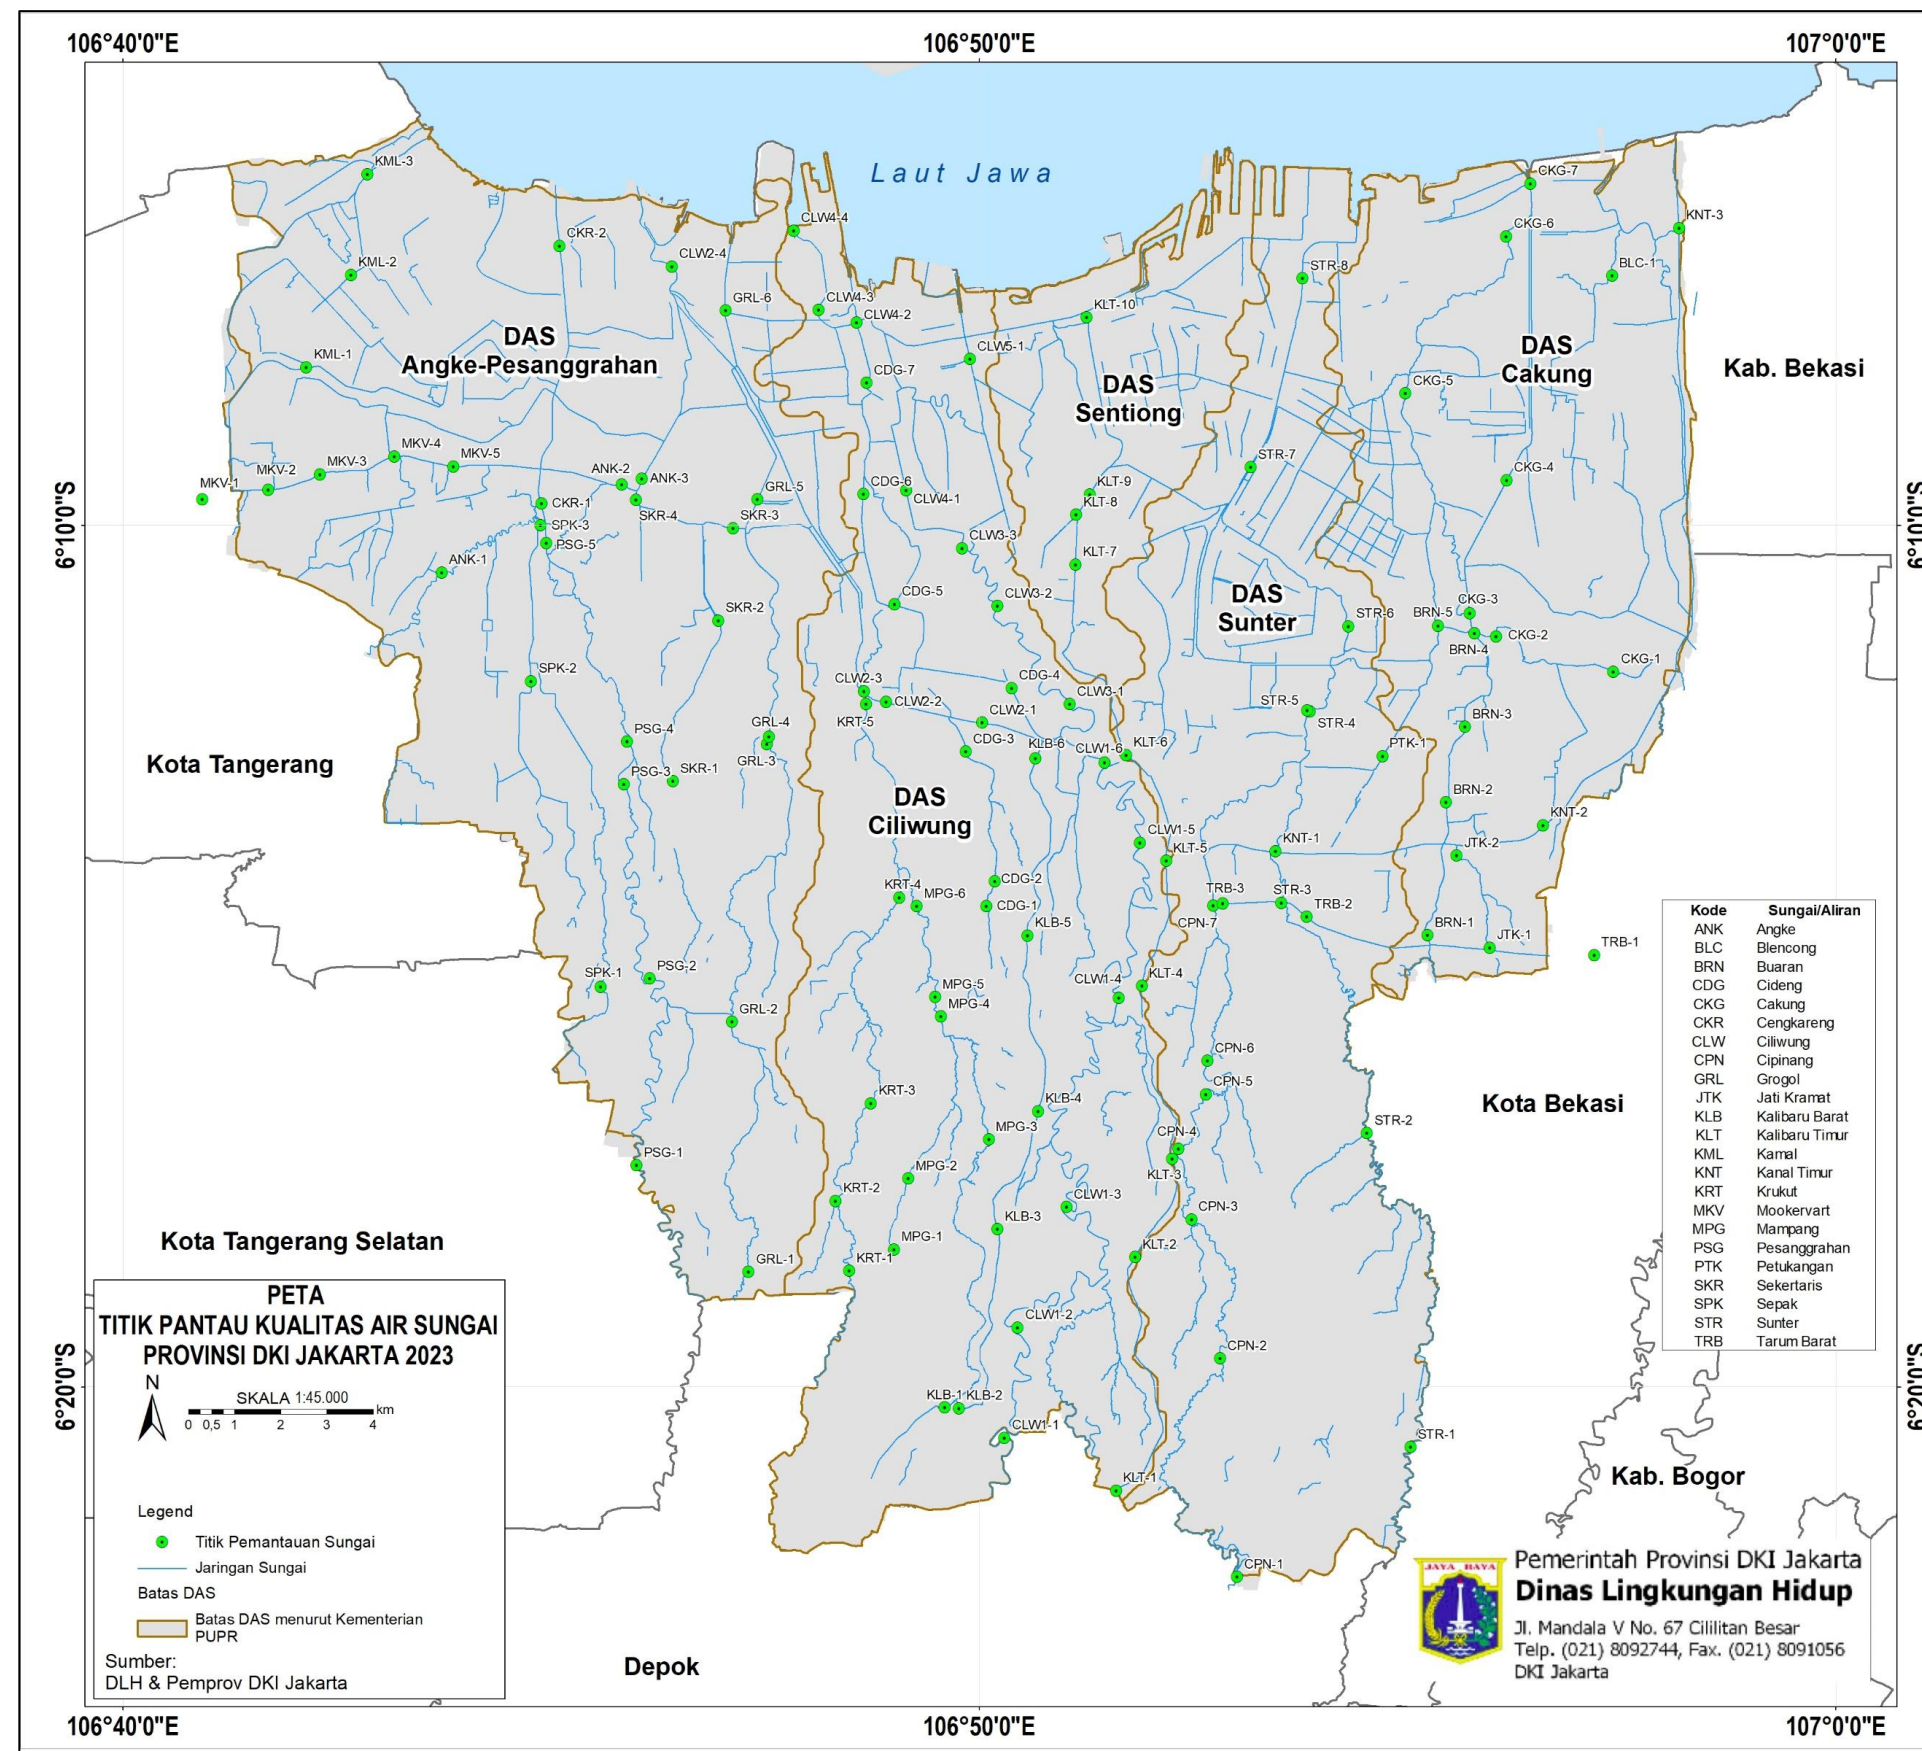 106°40'0"E
106°50'0"E
107°0'0"E
Laut Jawa
KML-3
CKG-7
CKR-2
CLW4-4
CKG-6
KNT-3
KML-2
CLW2-4
STR-8
BLC-1
GRL-6
CLW4-3
CLW4-2
KLT-10
DAS
Angke-Pesanggrahan
KML-1
CLW5-1
DAS
Cakung
Kab. Bekasi
CDG-7
DAS
Sentiong
CKG-5
MKV-4
MKV-5
MKV-3
MKV-2
MKV-1
ANK-2
ANK-3
GRL-5
CDG-6
CLW4-1
KLT-9
STR-7
CKG-4
CKR-1
SKR-4
SKR-3
KLT-8
6°10'0"S
6°10'0"S
SPK-3
PSG-5
CLW3-3
ANK-1
KLT-7
CDG-5
CLW3-2
DAS
Sunter
SKR-2
STR-6
BRN-5
CKG-3
CKG-2
BRN-4
SPK-2
CLW2-3
CLW2-2
CDG-4
CLW3-1
CKG-1
KRT-5
CLW2-1
STR-5
STR-4
BRN-3
PSG-4
GRL-4
GRL-3
CDG-3
KLB-6
CLW1-6
KLT-6
PTK-1
Kota Tangerang
PSG-3
SKR-1
DAS
Ciliwung
BRN-2
KNT-2
CLW1-5
KLT-5
KNT-1
JTK-2
KRT-4
MPG-6
CDG-2
CDG-1
TRB-3
STR-3
TRB-2
CPN-7
KLB-5
BRN-1
JTK-1
TRB-1
SPK-1
PSG-2
MPG-5
MPG-4
CLW1-4
KLT-4
GRL-2
CPN-6
CPN-5
KRT-3
KLB-4
Kota Bekasi
STR-2
MPG-3
CPN-4
KLT-3
PSG-1
MPG-2
KRT-2
CLW1-3
CPN-3
KLB-3
Kota Tangerang Selatan
MPG-1
KLT-2
GRL-1
KRT-1
CLW1-2
CPN-2
KLB-1
KLB-2
CLW1-1
6°20'0"S
6°20'0"S
STR-1
KLT-1
Kab. Bogor
CPN-1
Depok
Kode Sungai/Aliran
ANK Angke
BLC Blencong
BRN Buaran
CDG Cideng
CKG Cakung
CKR Cengkareng
CLW Ciliwung
CPN Cipinang
GRL Grogol
JTK Jati Kramat
KLB Kalibaru Barat
KLT Kalibaru Timur
KML Kamal
KNT Kanal Timur
KRT Krukut
MKV Mookervart
MPG Mampang
PSG Pesanggrahan
PTK Petukangan
SKR Sekertaris
SPK Sepak
STR Sunter
TRB Tarum Barat
PETA
TITIK PANTAU KUALITAS AIR SUNGAI
PROVINSI DKI JAKARTA 2023
N
SKALA 1:45.000
km
0 0,5 1 2 3 4
Legend
Titik Pemantauan Sungai
Jaringan Sungai
Batas DAS
Batas DAS menurut Kementerian
PUPR
Sumber:
DLH & Pemprov DKI Jakarta
JAYA RAYA
Pemerintah Provinsi DKI Jakarta
Dinas Lingkungan Hidup
Jl. Mandala V No. 67 Cililitan Besar
Telp. (021) 8092744, Fax. (021) 8091056
DKI Jakarta
106°40'0"E
106°50'0"E
107°0'0"E